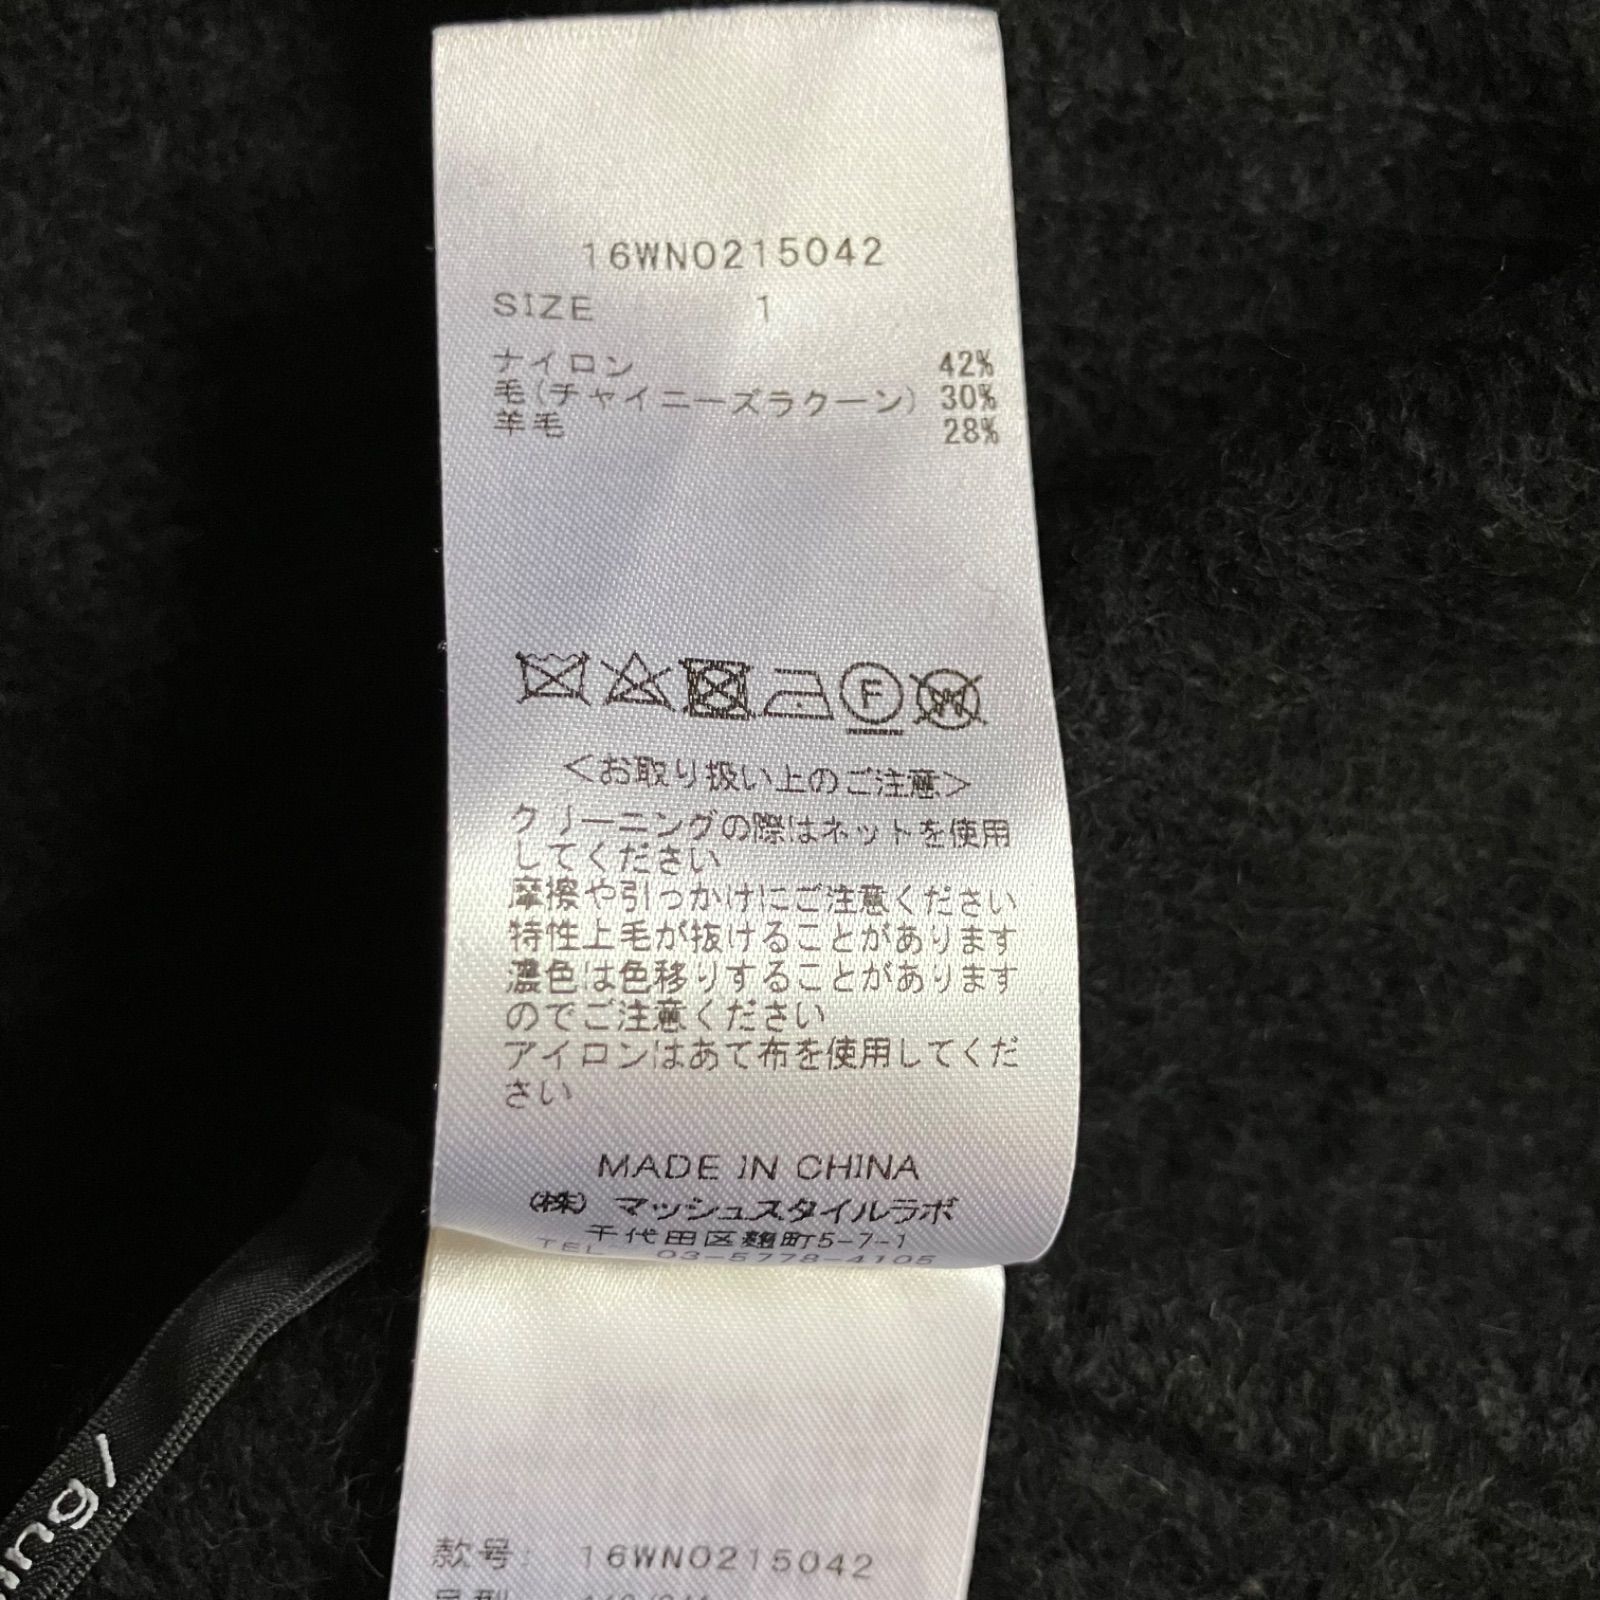 16WNO215042
SIZE 1
ナイロン 42%
毛(チャイニーズラクーン) 30%
羊毛 28%
F
W
<お取り扱い上のご注意>
クリーニングの際はネットを使用
してください
摩擦や引っかけにご注意ください
特性上毛が抜けることがあります
濃色は色移りすることがあります
のでご注意ください
アイロンはあて布を使用してくだ
さい
MADE IN CHINA
(株) マッシュスタイルラボ
千代田区麹町5-7-1
TEL 03-5778-4105
款号: 16WNO215042
ing/